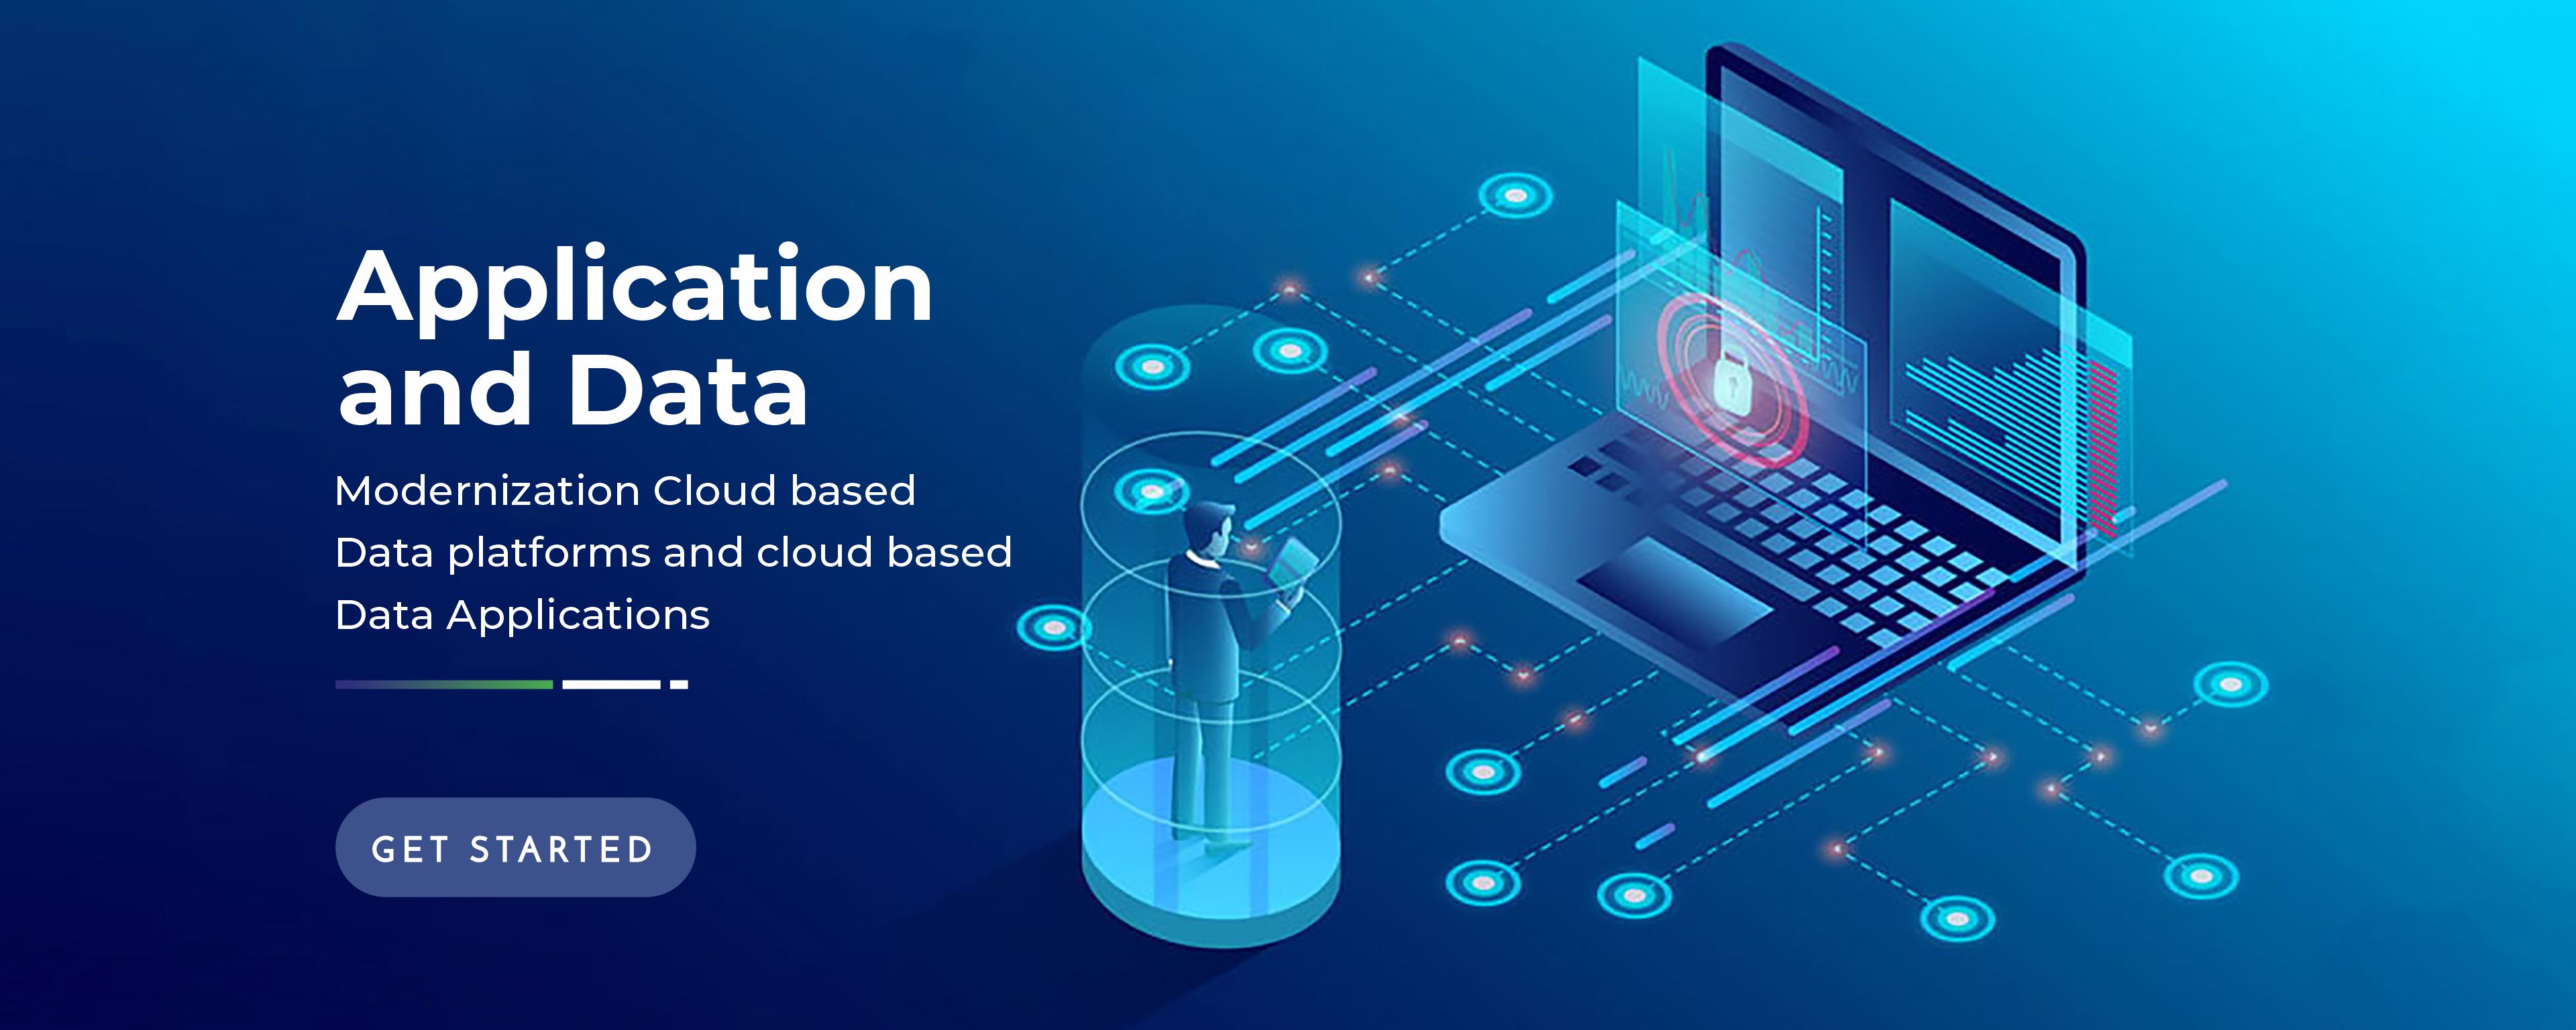 Application
and Data
Modernization Cloud based
Data platforms and cloud based
Data Applications
GET STARTED